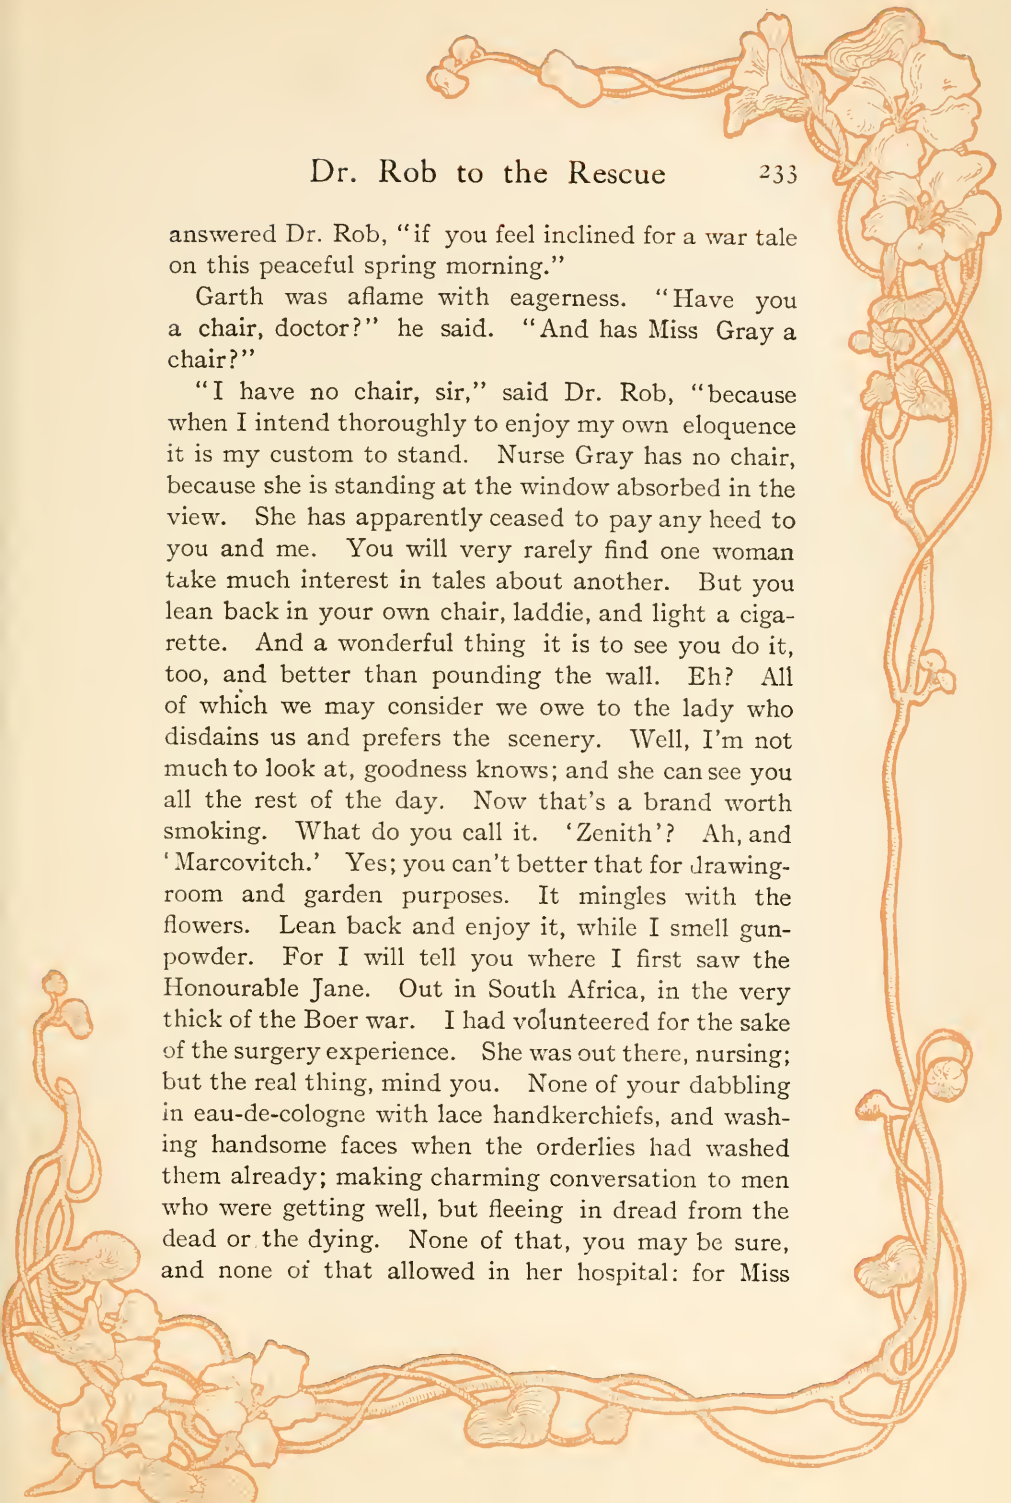 Dr. Rob to the Rescue 233
answered Dr. Rob, “if you feel inclined for a war tale
on this peaceful spring morning.”
Garth was aflame with eagerness. “Have you
a chair, doctor?” he said. “And has Miss Gray a
chair?”
“I have no chair, sir,” said Dr. Rob, “because
when I intend thoroughly to enjoy my own eloquence
it is my custom to stand. Nurse Gray has no chair,
because she is standing at the window absorbed in the
view. She has apparently ceased to pay any heed to
you and me. You will very rarely find one woman
take much interest in tales about another. But you
lean back in your own chair, laddie, and light a ciga-
rette. And a wonderful thing it is to see you do it,
too, and better than pounding the wall. Eh? All
of which we may consider we owe to the lady who
disdains us and prefers the scenery. Well, I’m not
much to look at, goodness knows; and she can see you
all the rest of the day. Now that’s a brand worth
smoking. What do you call it. ‘Zenith’? Ah, and
‘Marcovitch.’ Yes; you can’t better that for drawing-
room and garden purposes. It mingles with the
flowers. Lean back and enjoy it, while I smell gun-
powder. For I will tell you where I first saw the
Honourable Jane. Out in South Africa, in the very
thick of the Boer war. I had volunteered for the sake
of the surgery experience. She was out there, nursing;
but the real thing, mind you. None of your dabbling
in eau-de-cologne with lace handkerchiefs, and wash-
ing handsome faces when the orderlies had washed
them already; making charming conversation to men
who were getting well, but fleeing in dread from the
dead or the dying. None of that, you may be sure,
and none of that allowed in her hospital: for Miss